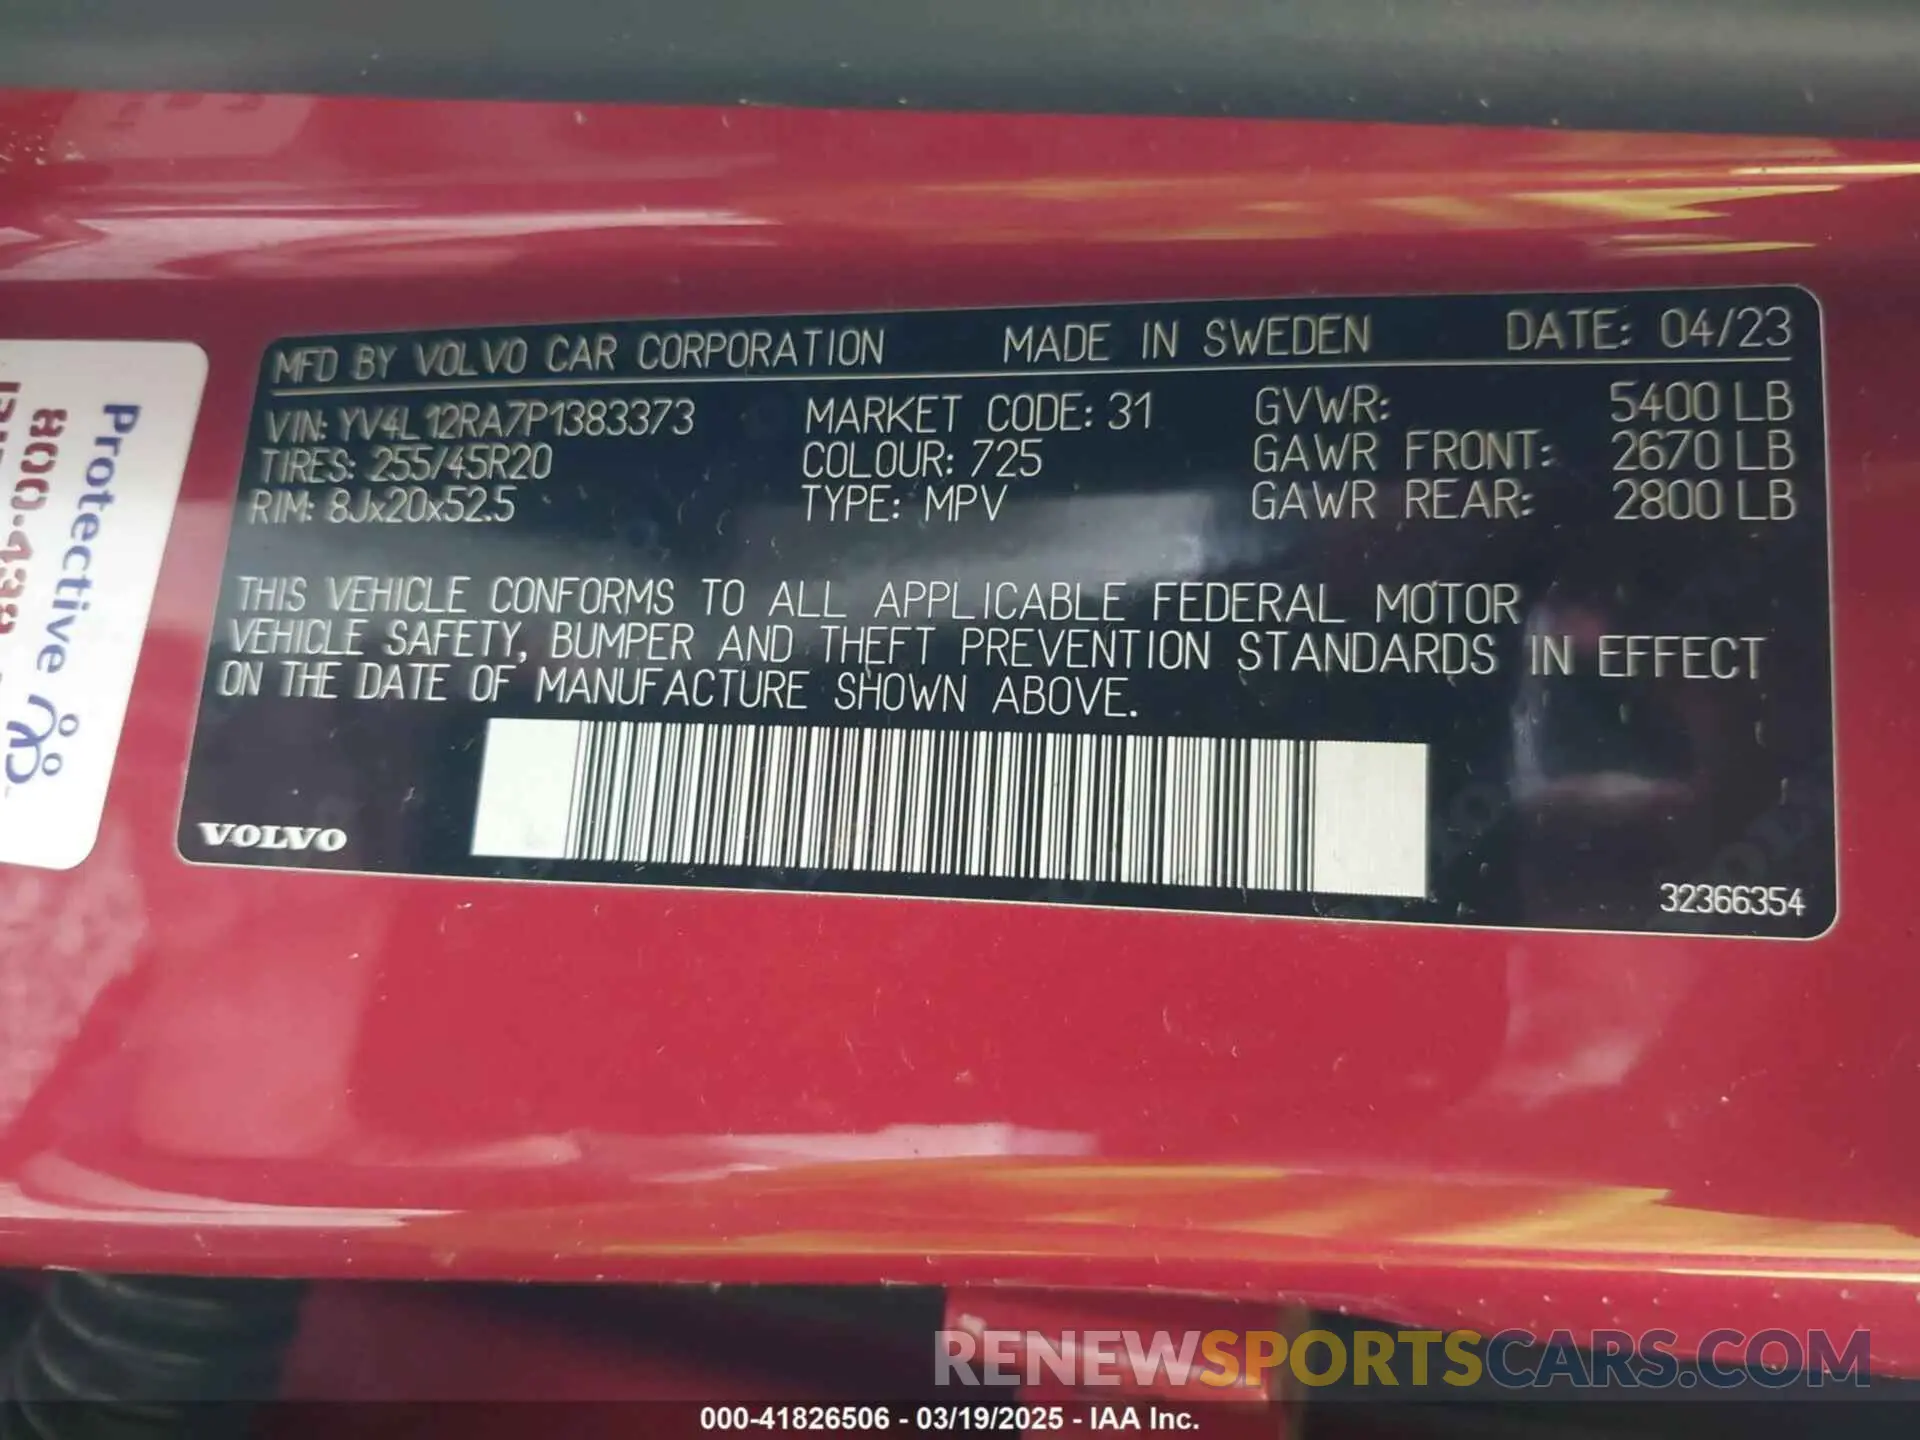 MFD BY VOLVO CAR CORPORATION MADE IN SWEDEN DATE: 04/23
VIN: YV4L12RA7P1383373 MARKET CODE: 31 GVWR: 5400 LB
TIRES: 255/45R20 COLOUR: 725 GAWR FRONT: 2670 LB
RIM: 8Jx20x52.5 TYPE: MPV GAWR REAR: 2800 LB
THIS VEHICLE CONFORMS TO ALL APPLICABLE FEDERAL MOTOR
VEHICLE SAFETY, BUMPER AND THEFT PREVENTION STANDARDS IN EFFECT
ON THE DATE OF MANUFACTURE SHOWN ABOVE.
VOLVO
32366354
Protective
RENEWSPORTSCARS.COM
000-41826506 - 03/19/2025 - IAA Inc.